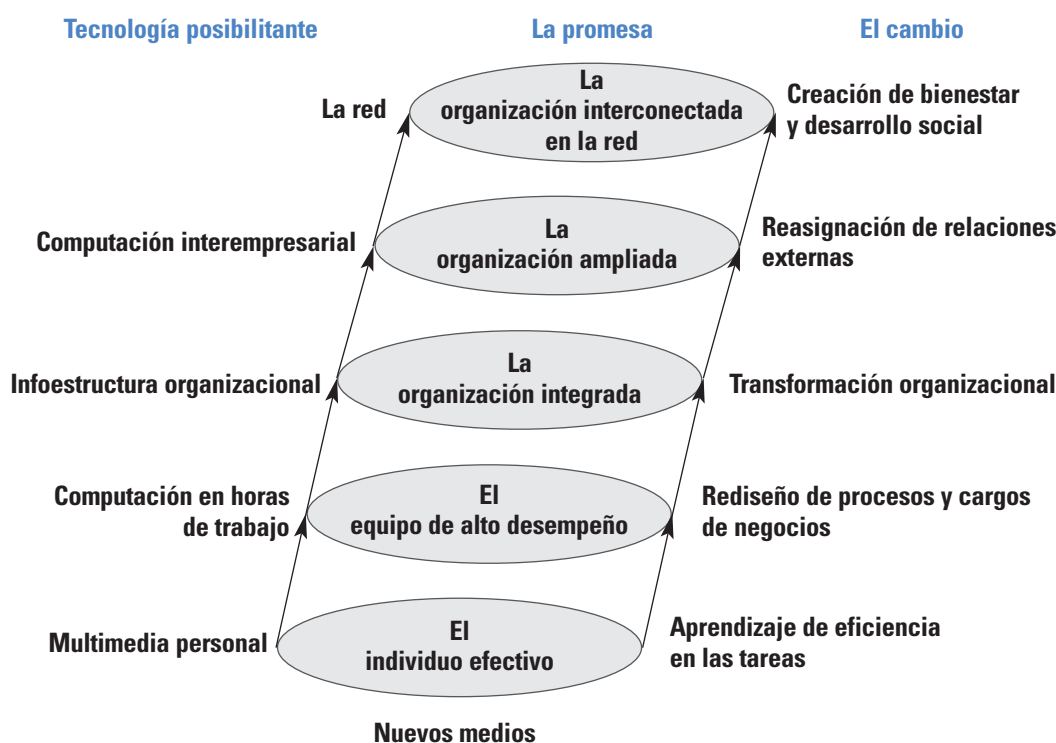 Tecnología posibilitante
La promesa
El cambio
La red
La
organización interconectada
en la red
Creación de bienestar
y desarrollo social
Computación interempresarial
La
organización ampliada
Reasignación de relaciones
externas
Infoestructura organizacional
La
organización integrada
Transformación organizacional
Computación en horas
de trabajo
El
equipo de alto desempeño
Rediseño de procesos y cargos
de negocios
Multimedia personal
El
individuo efectivo
Aprendizaje de eficiencia
en las tareas
Nuevos medios